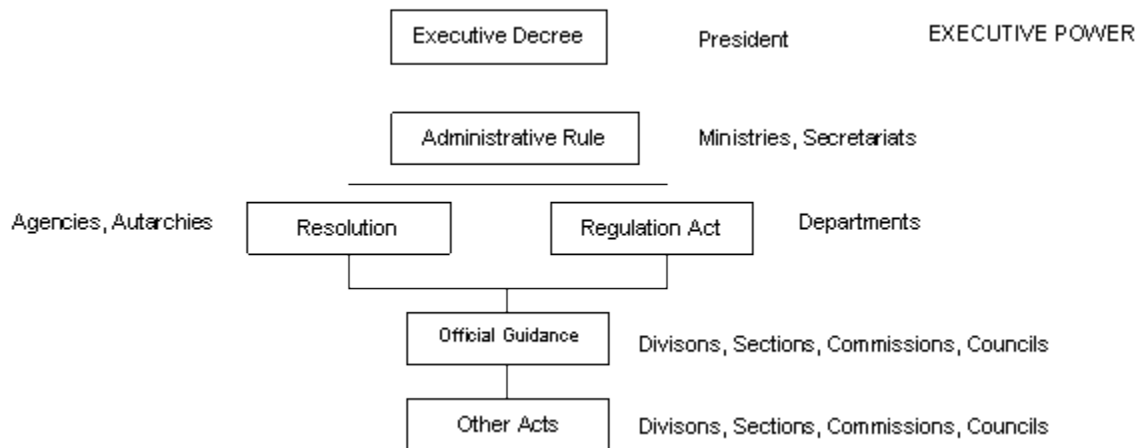 Executive Decree
President
EXECUTIVE POWER
Administrative Rule
Ministries, Secretariats
Agencies, Autarchies
Resolution
Regulation Act
Departments
Official Guidance
Divisons, Sections, Commissions, Councils
Other Acts
Divisons, Sections, Commissions, Councils